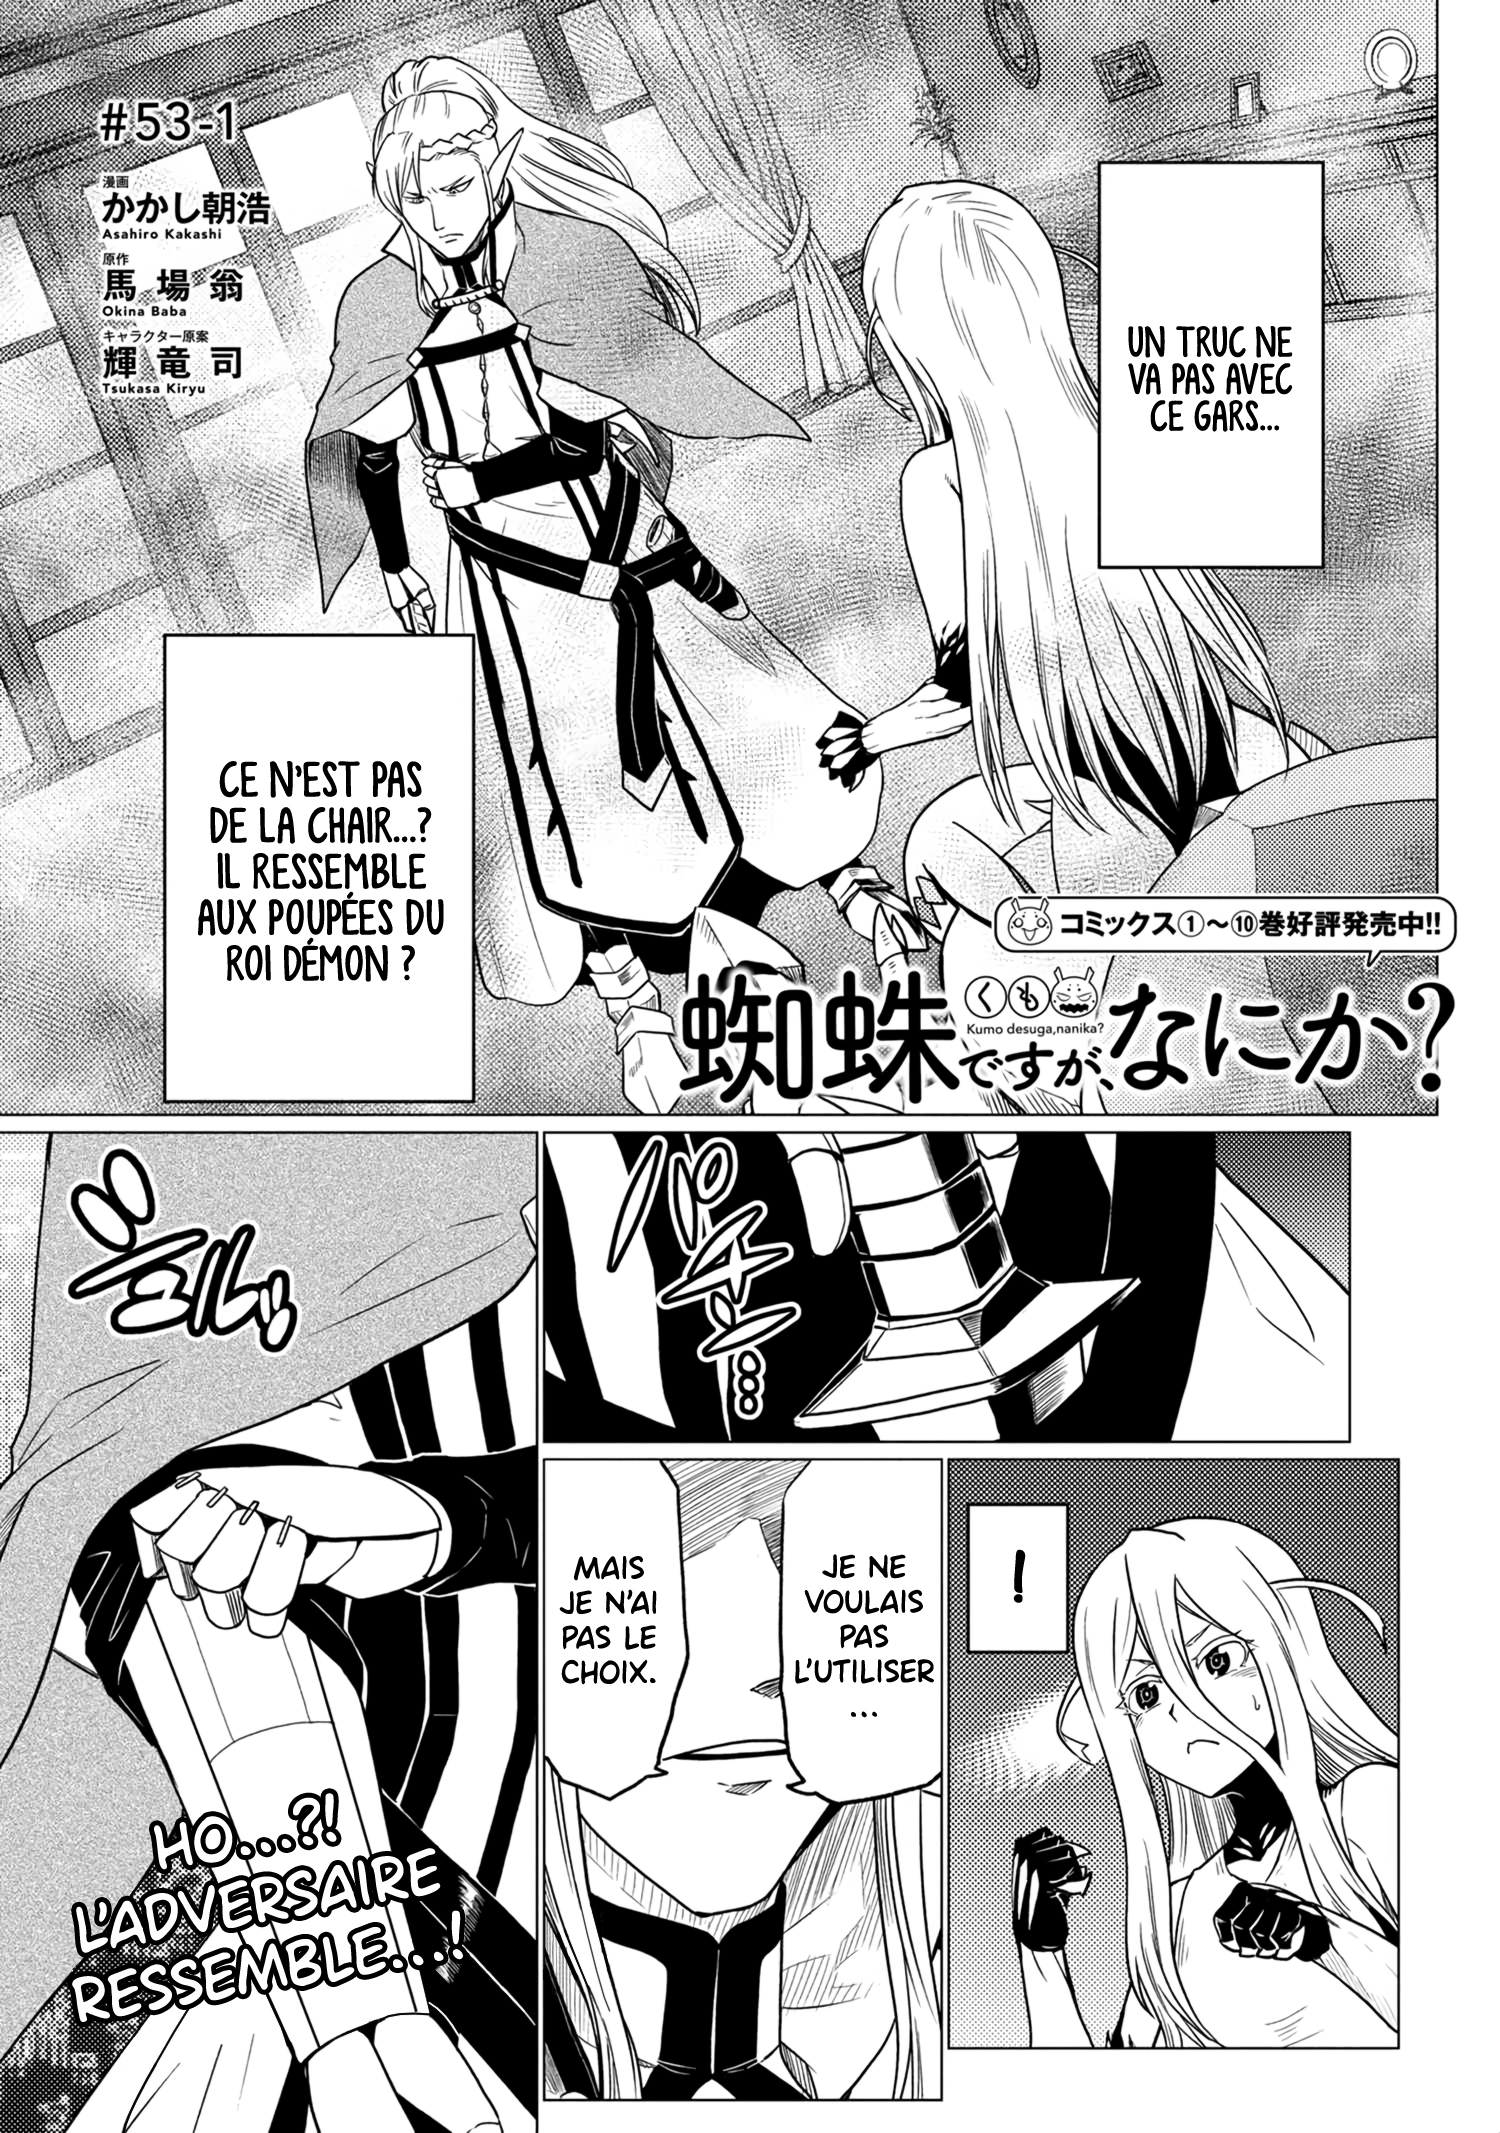 #53-1
漫画
かかし朝浩
Asahiro Kakashi
原作
馬場翁
Okina Baba
キャラクター原案
輝竜司
Tsukasa Kiryu
UN TRUC NE
VA PAS AVEC
CE GARS...
CE N'EST PAS
DE LA CHAIR...?
IL RESSEMBLE
AUX POUPÉES DU
ROI DÉMON ?
コミックス①〜⑩巻好評発売中!!
蜘蛛ですが、なにか?
くも
Kumo desuga,nanika?
パチンッ…
ジュルッ
!
JE NE
VOULAIS
PAS
L'UTILISER
...
MAIS
JE N'AI
PAS LE
CHOIX.
HO...?!
L'ADVERSAIRE
RESSEMBLE...!